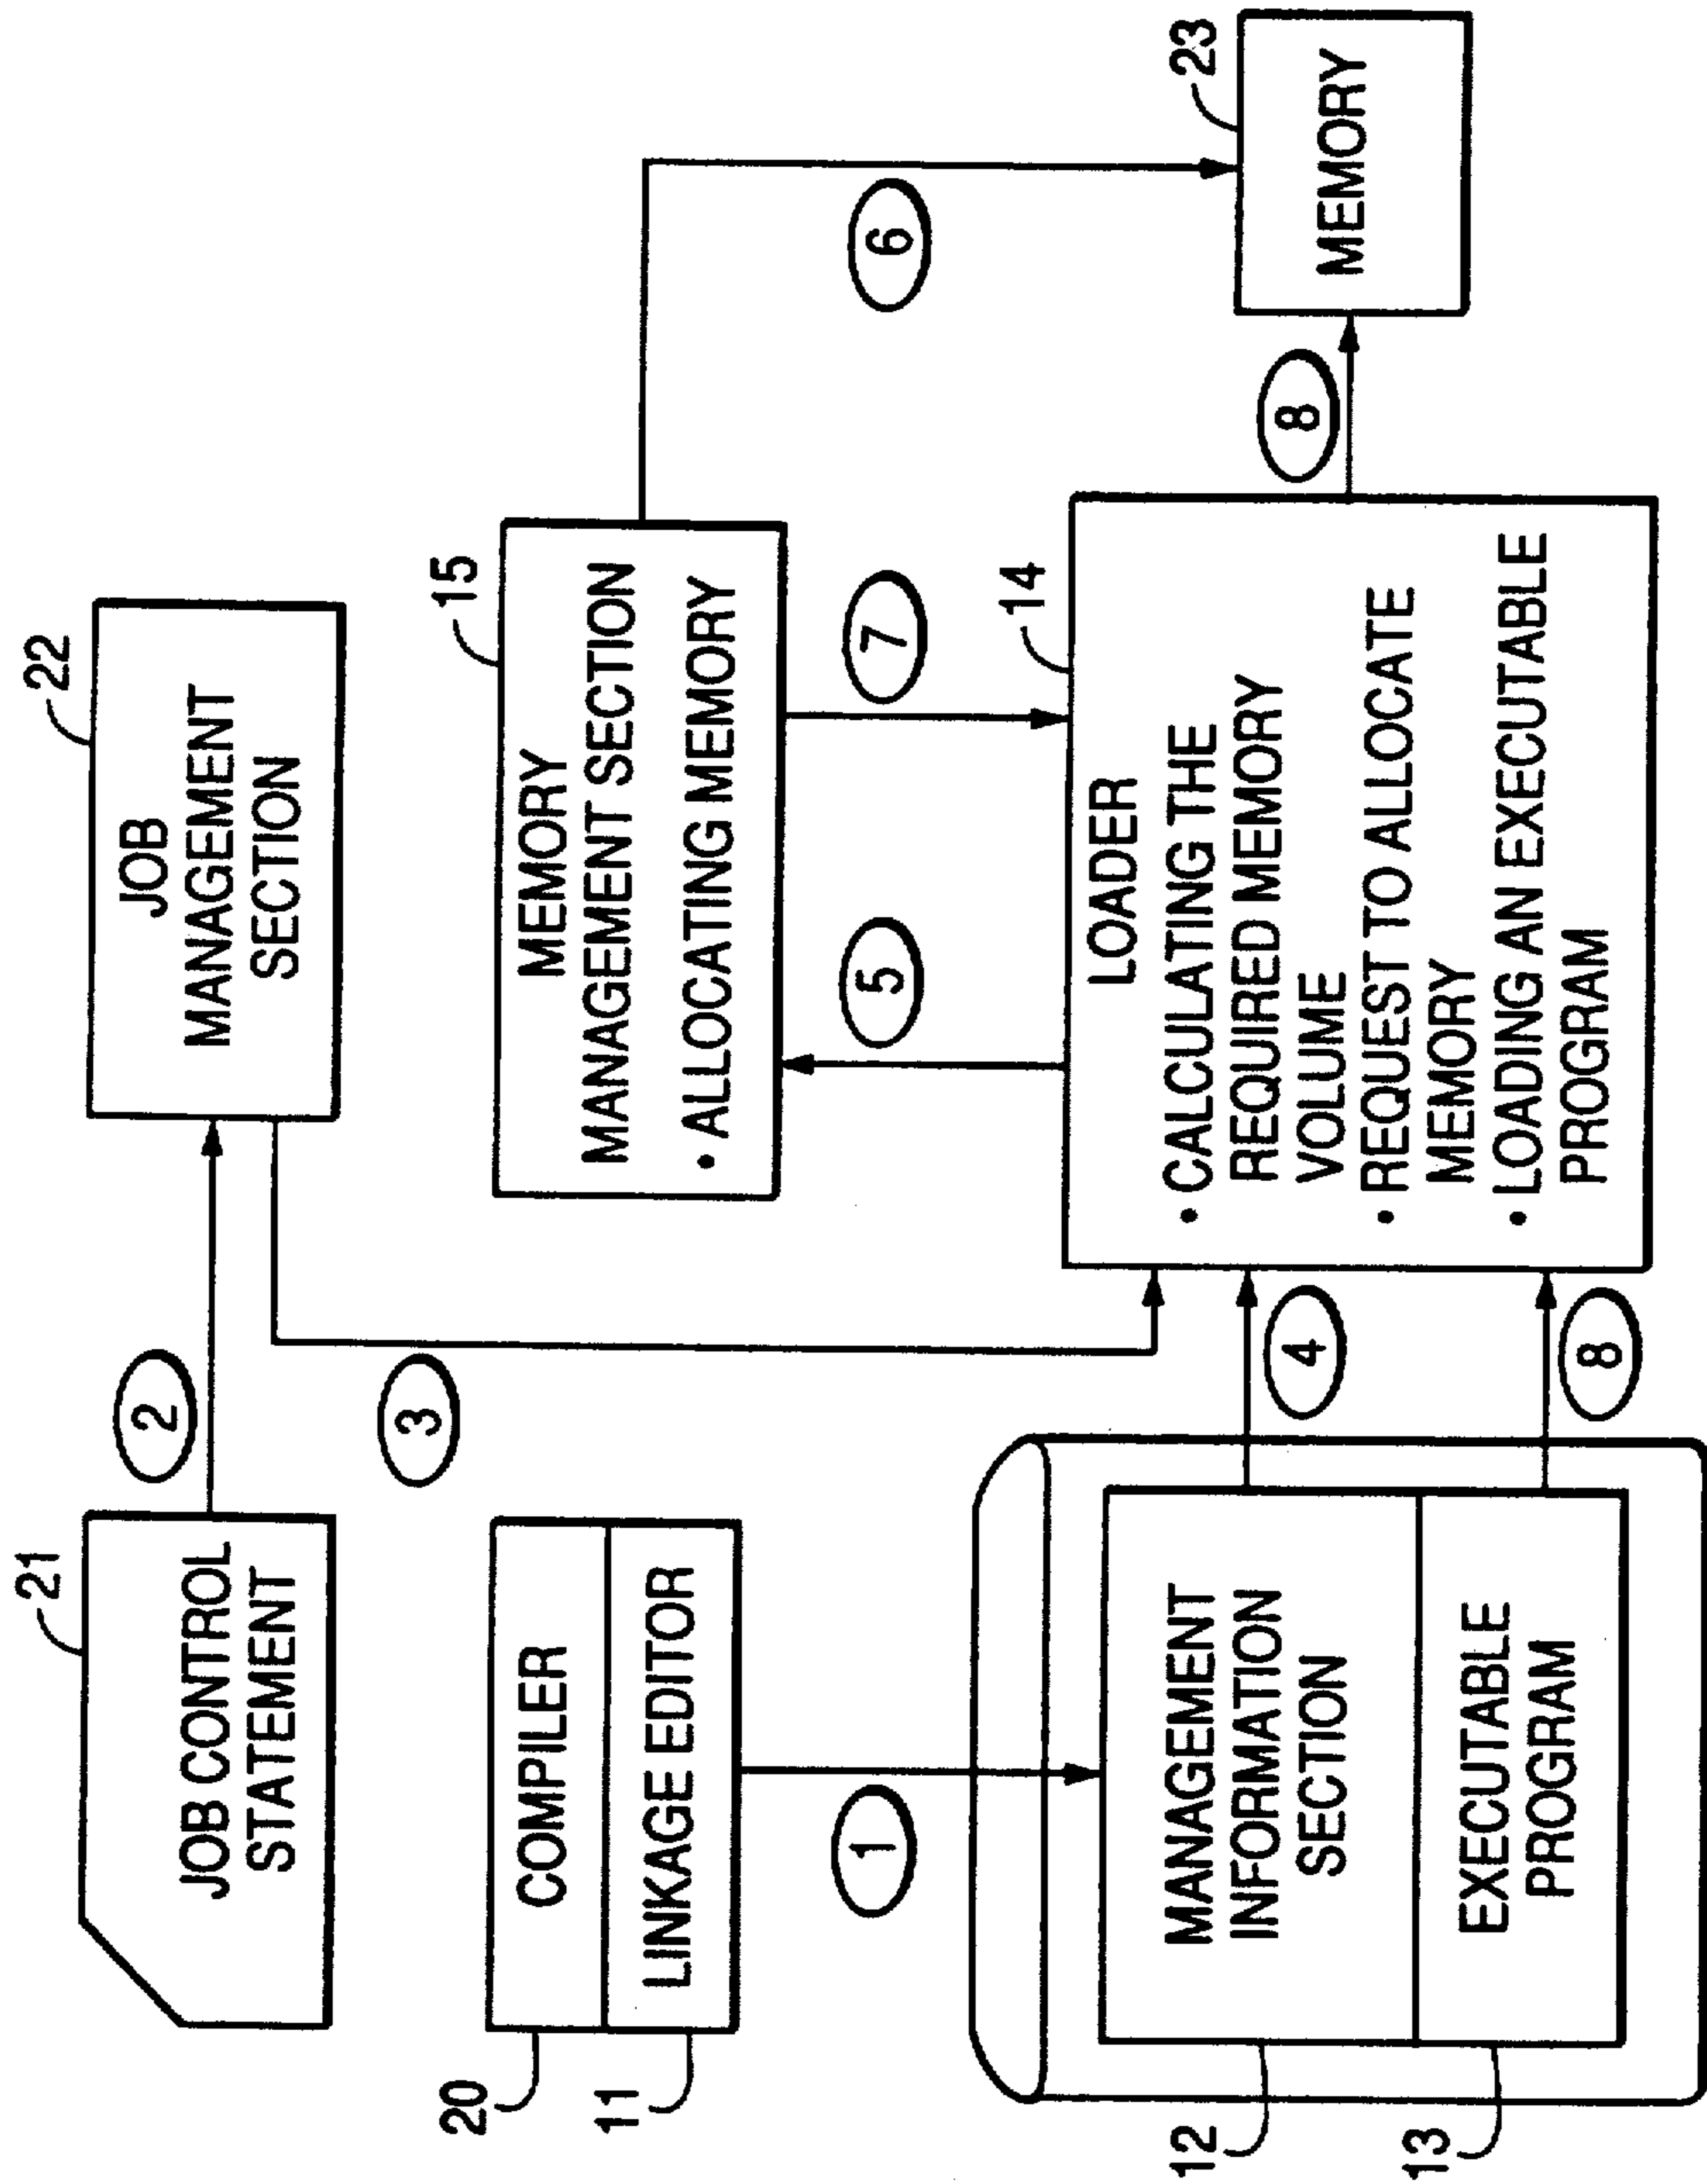 21
JOB CONTROL
STATEMENT
2
22
JOB
MANAGEMENT
SECTION
3
20
COMPILER
11
LINKAGE EDITOR
1
15
MEMORY
MANAGEMENT SECTION
• ALLOCATING MEMORY
6
5
7
12
MANAGEMENT
INFORMATION
SECTION
13
EXECUTABLE
PROGRAM
4
8
14
LOADER
• CALCULATING THE
REQUIRED MEMORY
VOLUME
• REQUEST TO ALLOCATE
MEMORY
• LOADING AN EXECUTABLE
PROGRAM
8
23
MEMORY